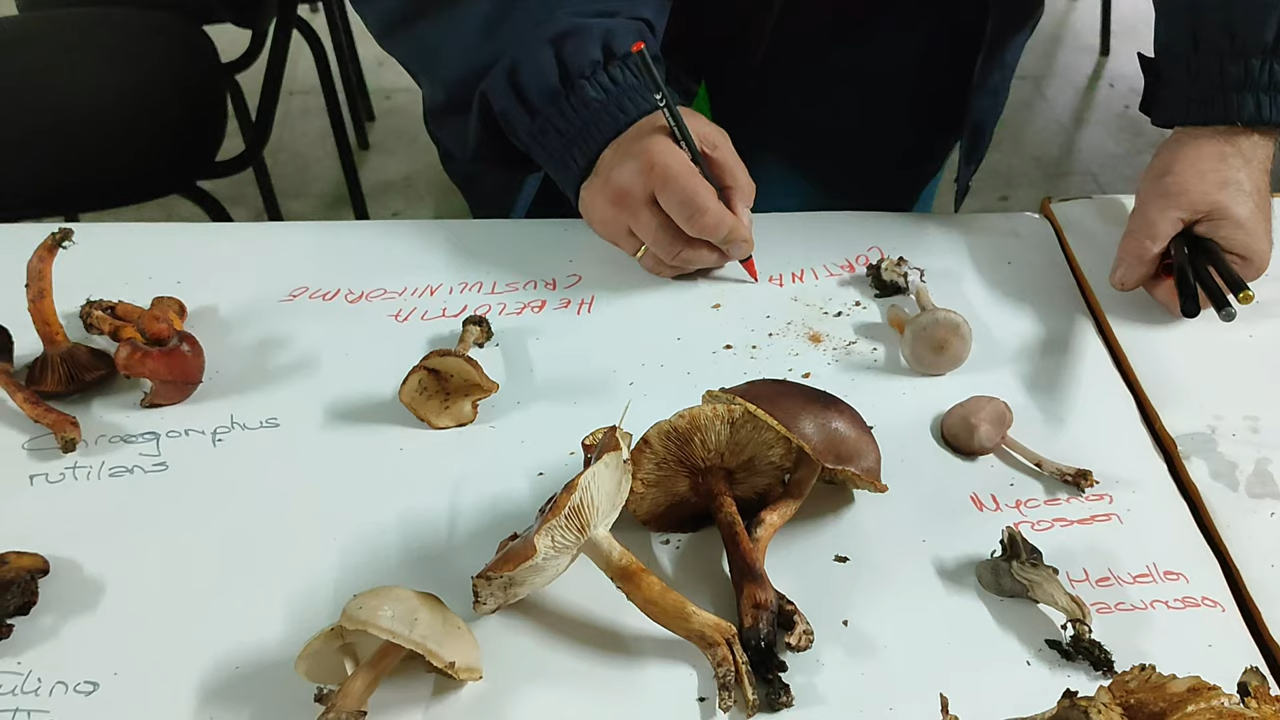 CORTINA
HEBELOMA
CRUSTULINIFORME
Chroogomphus
rutilans
Mycena
rosea
Helvella
lacunosa